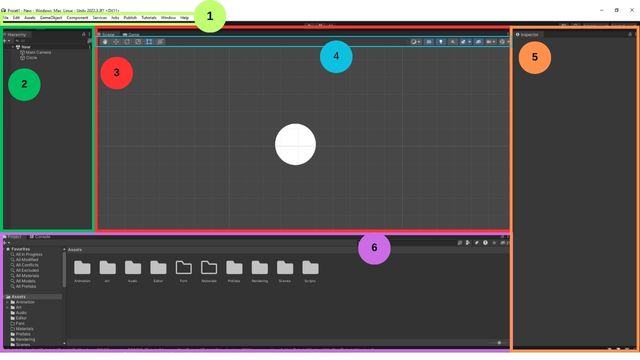 Project1 - New - Windows, Mac, Linux - Unity 2022.3.3f1 <DX11>
1
File Edit Assets GameObject Component Services Jobs Publish Tutorials Window Help
Hierarchy
Scene
Game
Inspector
New
Main Camera
Circle
2
3
4
5
6
Project
Console
Favorites
All In Progress
All Modified
All Conflicts
All Excluded
All Materials
All Models
All Prefabs
Assets
Animation
Art
Audio
Editor
Font
Materials
Prefabs
Rendering
Scenes
Assets
Animation Art Audio Editor Font Materials Prefabs Rendering Scenes Scripts